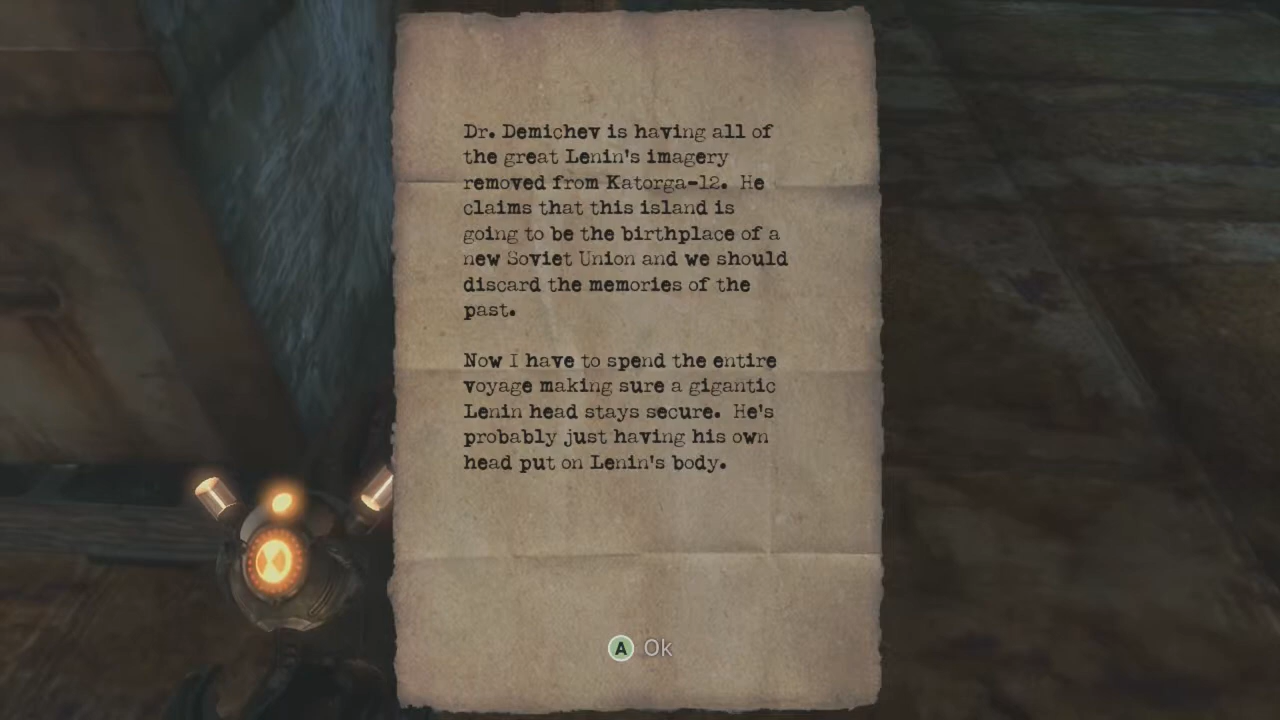 Dr. Demichev is having all of
the great Lenin's imagery
removed from Katorga-12. He
claims that this island is
going to be the birthplace of a
new Soviet Union and we should
discard the memories of the
past.
Now I have to spend the entire
voyage making sure a gigantic
Lenin head stays secure. He's
probably just having his own
head put on Lenin's body.
A Ok